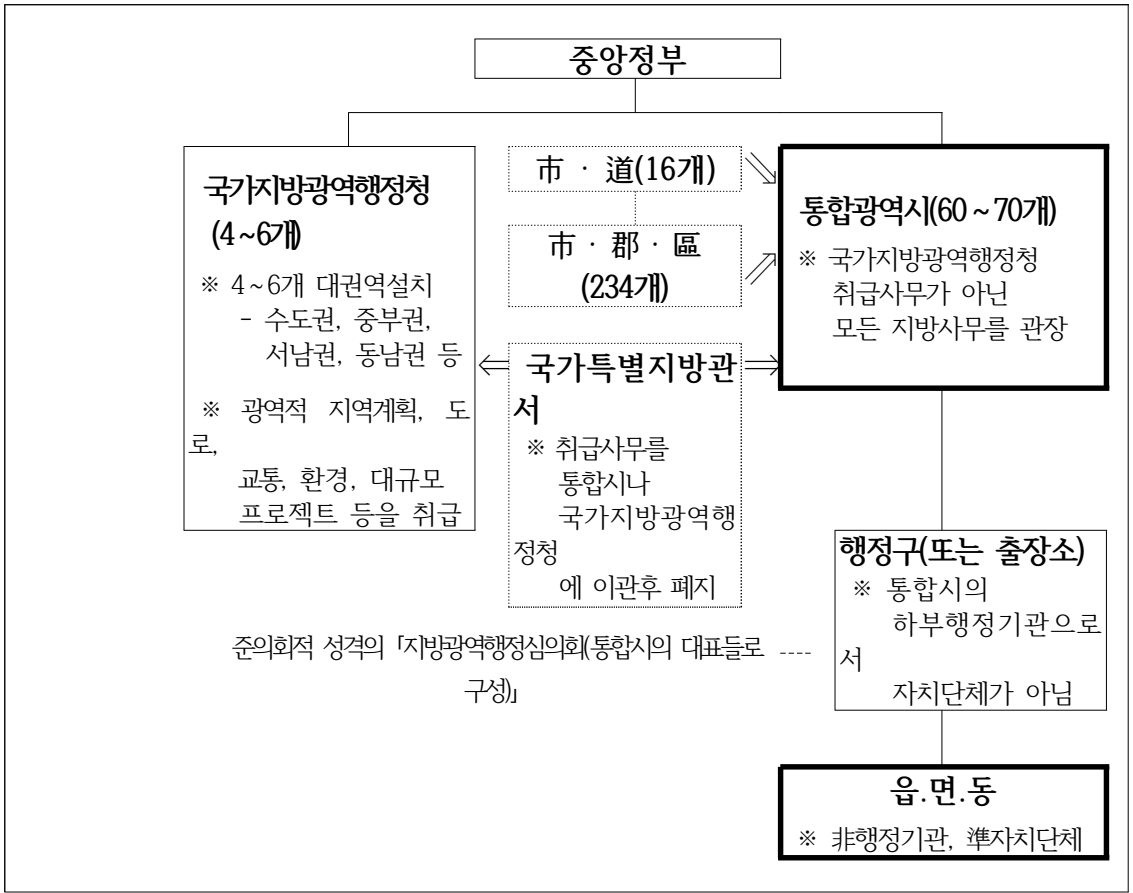 중앙정부
국가지방광역행정청
(4~6개)
※ 4~6개 대권역설치
- 수도권, 중부권,
서남권, 동남권 등
※ 광역적 지역계획, 도
로,
교통, 환경, 대규모
프로젝트 등을 취급
市 · 道(16개)
市 · 郡 · 區
(234개)
국가특별지방관
서
※ 취급사무를
통합시나
국가지방광역행
정청
에 이관후 폐지
통합광역시(60~70개)
※ 국가지방광역행정청
취급사무가 아닌
모든 지방사무를 관장
준의회적 성격의 「지방광역행정심의회(통합시의 대표들로 ----
구성)」
행정구(또는 출장소)
※ 통합시의
하부행정기관으로
서
자치단체가 아님
읍.면.동
※ 非행정기관, 準자치단체